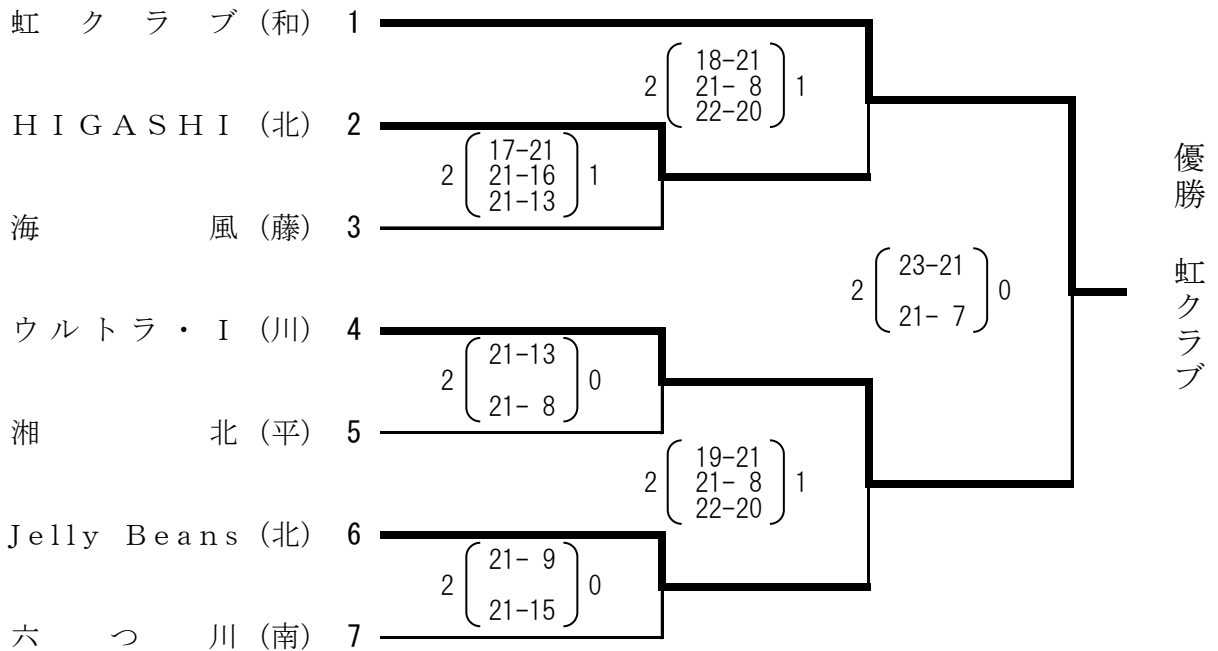 虹クラブ（和） 1
2 18-21 1
21- 8
22-20
ＨＩＧＡＳＨＩ（北） 2
2 17-21 1
21-16
21-13
海風（藤） 3
2 23-21 0
21- 7
優勝 虹クラブ
ウルトラ・Ｉ（川） 4
2 21-13 0
21- 8
湘北（平） 5
2 19-21 1
21- 8
22-20
Jelly Beans（北） 6
2 21- 9 0
21-15
六つ川（南） 7